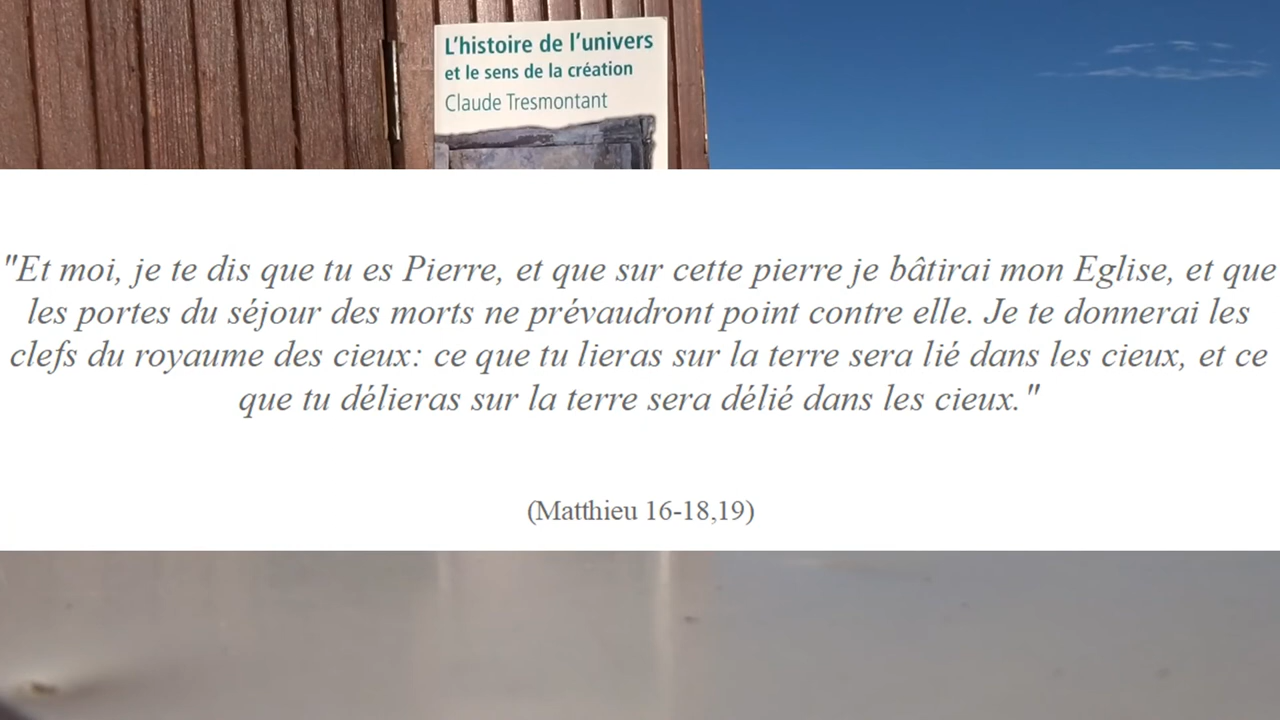 L'histoire de l'univers
et le sens de la création
Claude Tresmontant
"Et moi, je te dis que tu es Pierre, et que sur cette pierre je bâtirai mon Eglise, et que
les portes du séjour des morts ne prévaudront point contre elle. Je te donnerai les
clefs du royaume des cieux: ce que tu lieras sur la terre sera lié dans les cieux, et ce
que tu délieras sur la terre sera délié dans les cieux."
(Matthieu 16-18,19)